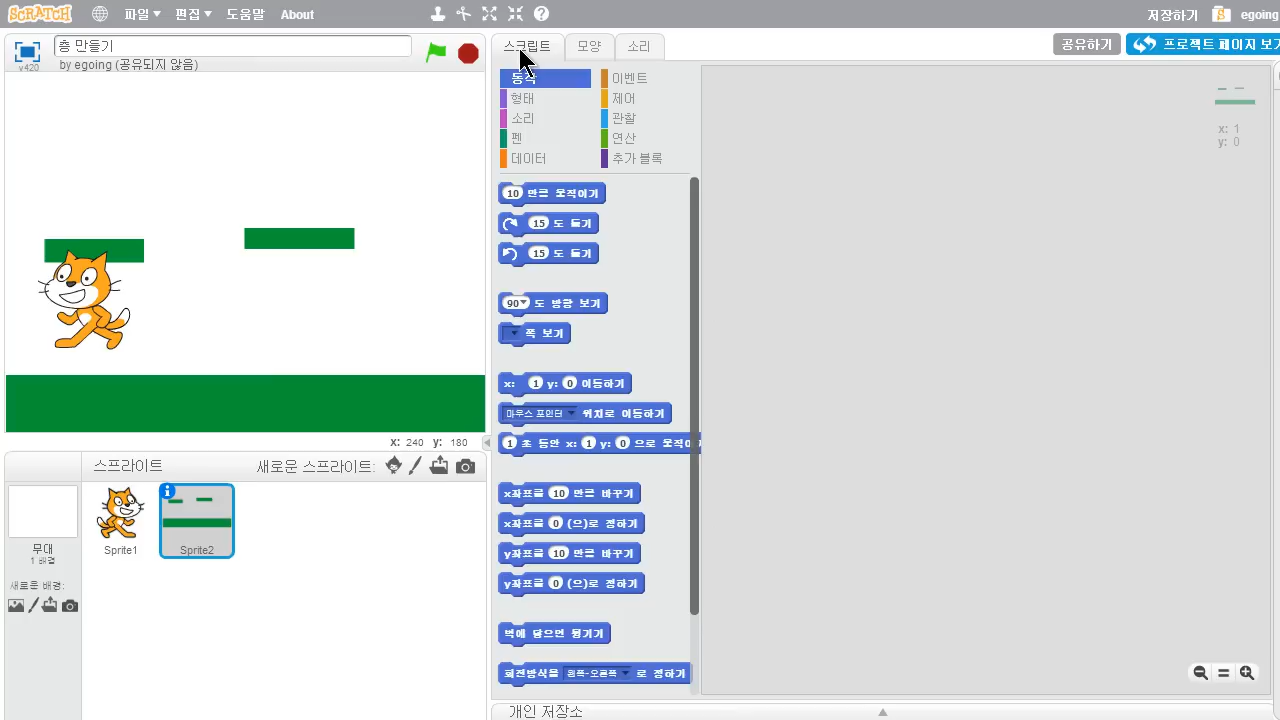 SCRATCH 파일 편집 도움말 About 저장하기 egoing
층 만들기
by egoing (공유되지 않음)
v420
스크립트 모양 소리 공유하기 프로젝트 페이지 보기
동작 이벤트
형태 제어
소리 관찰
펜 연산
데이터 추가 블록
x: 1
y: 0
10 만큼 움직이기
15 도 돌기
15 도 돌기
90 도 방향 보기
쪽 보기
x: 1 y: 0 이동하기
마우스 포인터 위치로 이동하기
1 초 동안 x: 1 y: 0 으로 움직이기
x좌표를 10 만큼 바꾸기
x좌표를 0 (으)로 정하기
y좌표를 10 만큼 바꾸기
y좌표를 0 (으)로 정하기
벽에 닿으면 튕기기
회전방식을 왼쪽-오른쪽 로 정하기
x: 240 y: 180
스프라이트 새로운 스프라이트:
Sprite1 Sprite2
무대
1 배경
새로운 배경:
개인 저장소